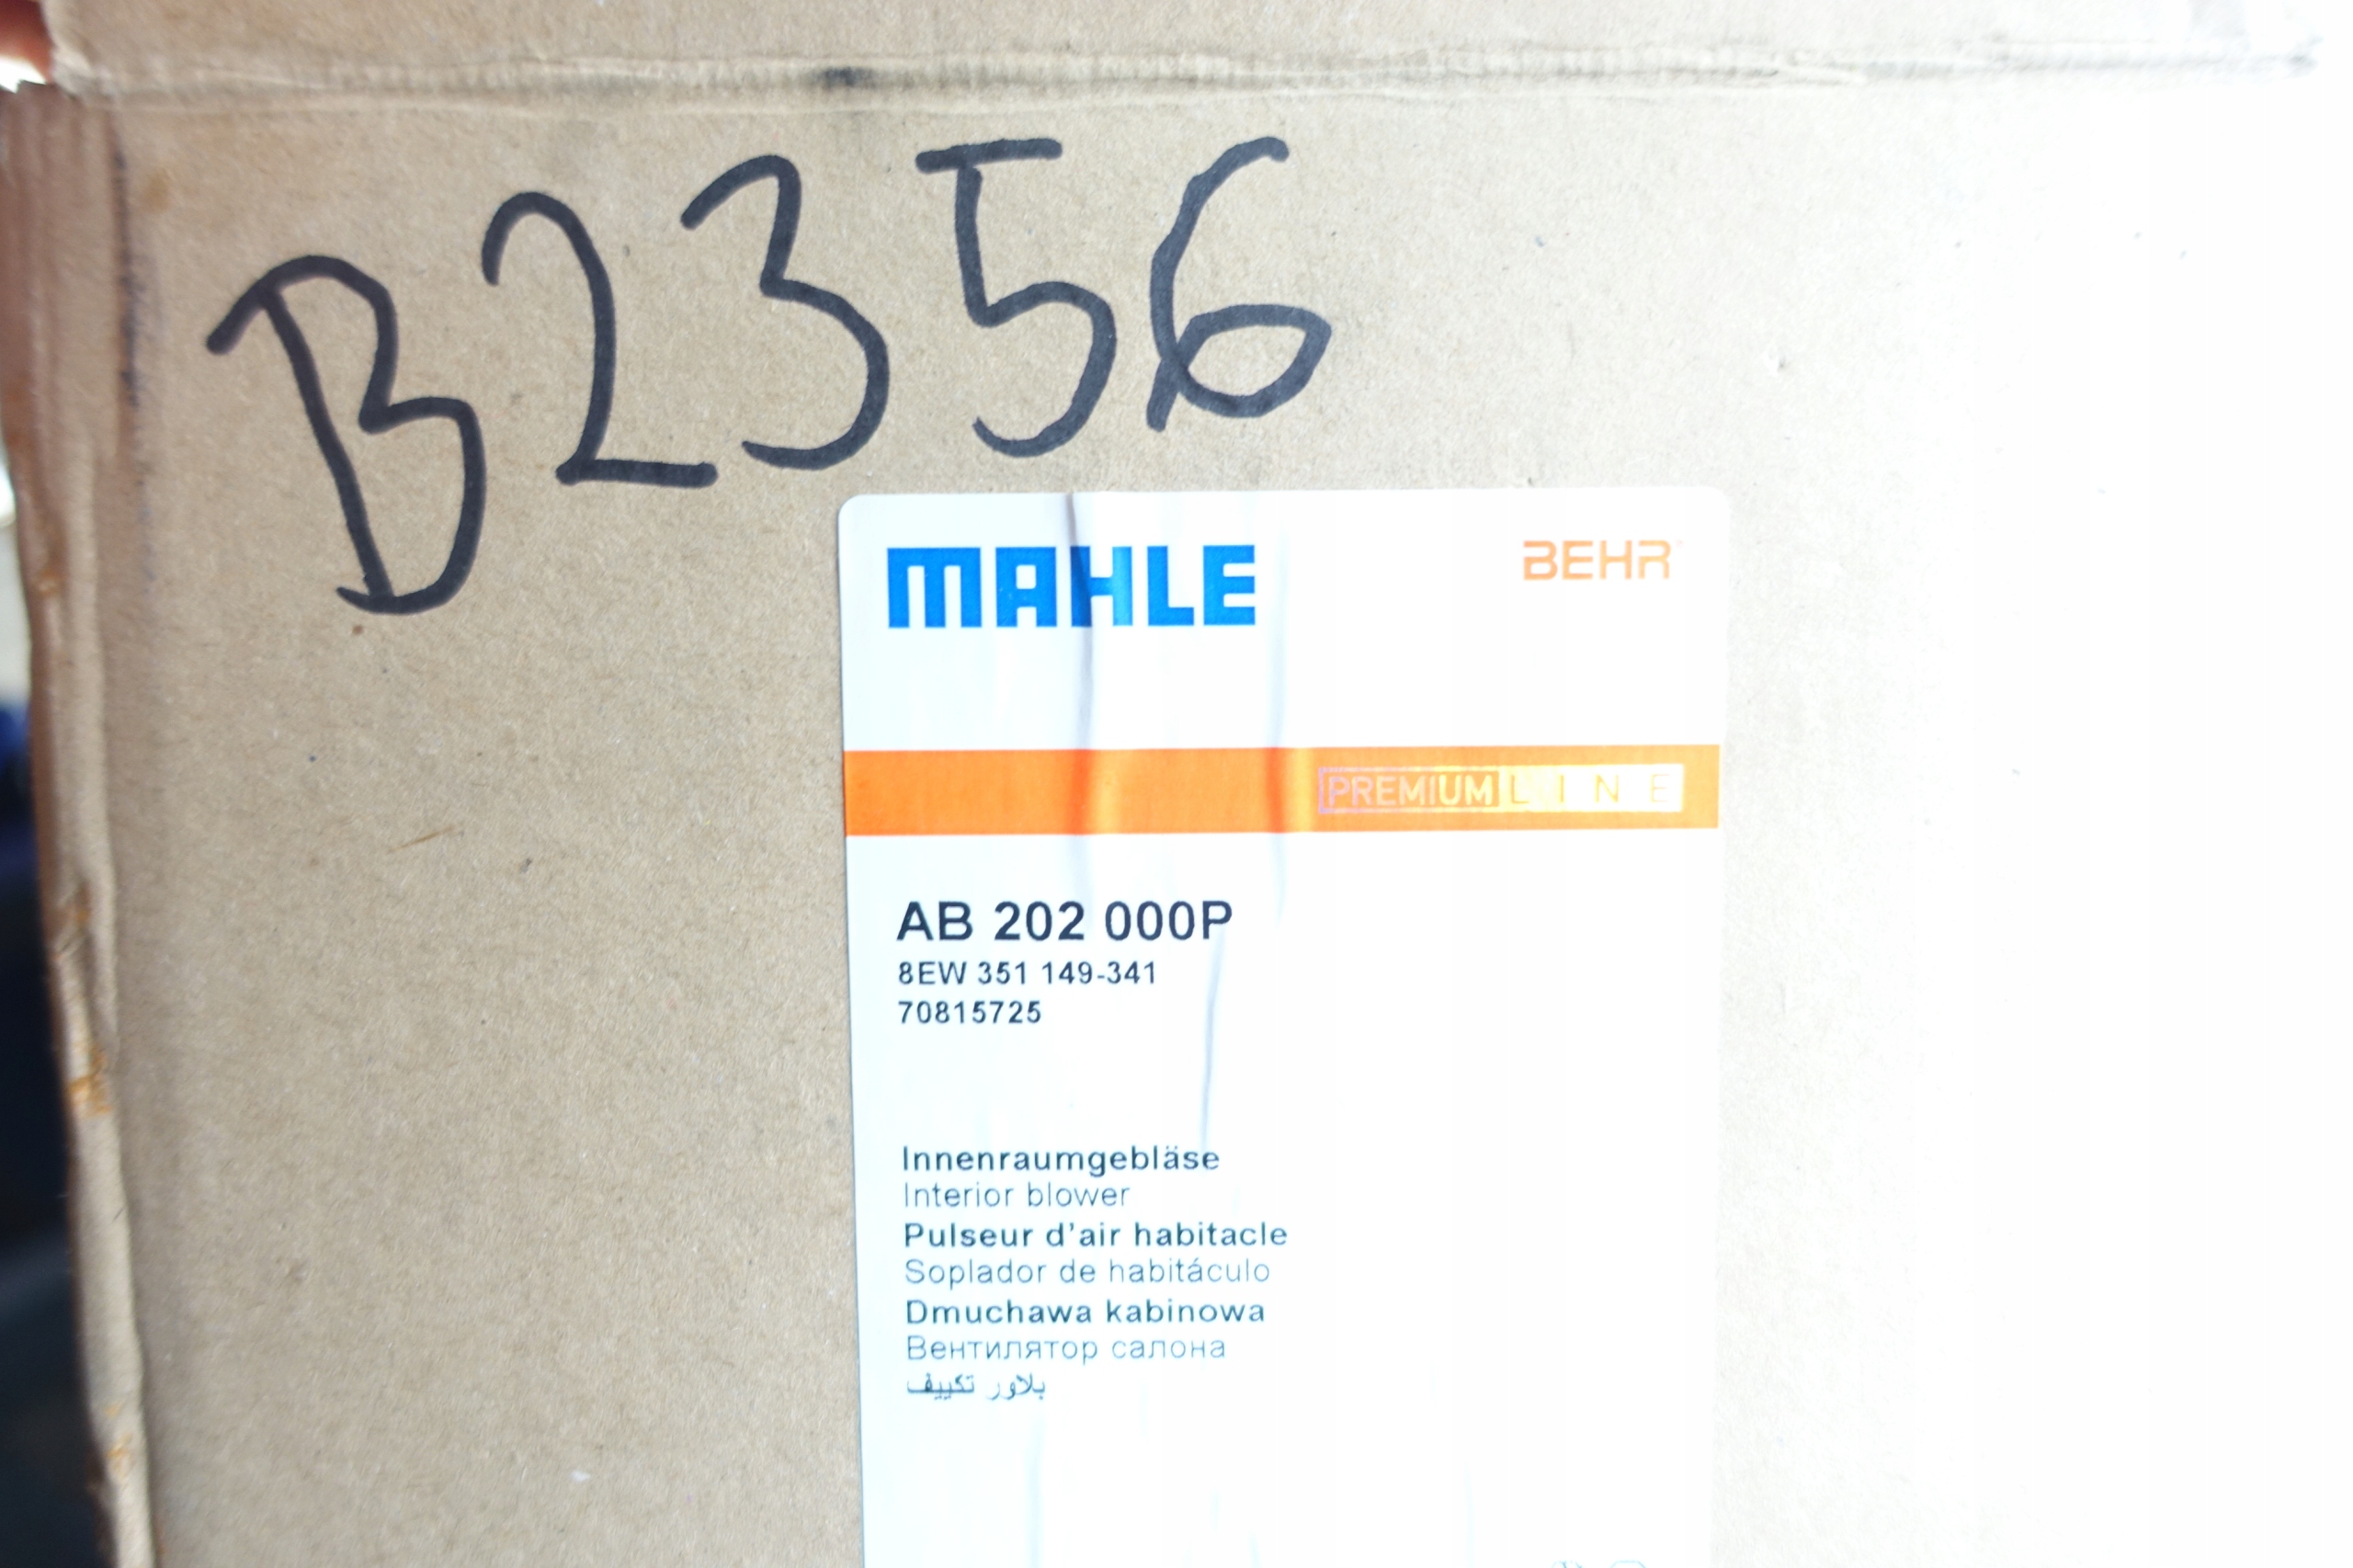 B2356
MAHLE BEHR
PREMIUM LINE
AB 202 000P
8EW 351 149-341
70815725
Innenraumgebläse
Interior blower
Pulseur d'air habitacle
Soplador de habitáculo
Dmuchawa kabinowa
Вентилятор салона
بلاور تكييف